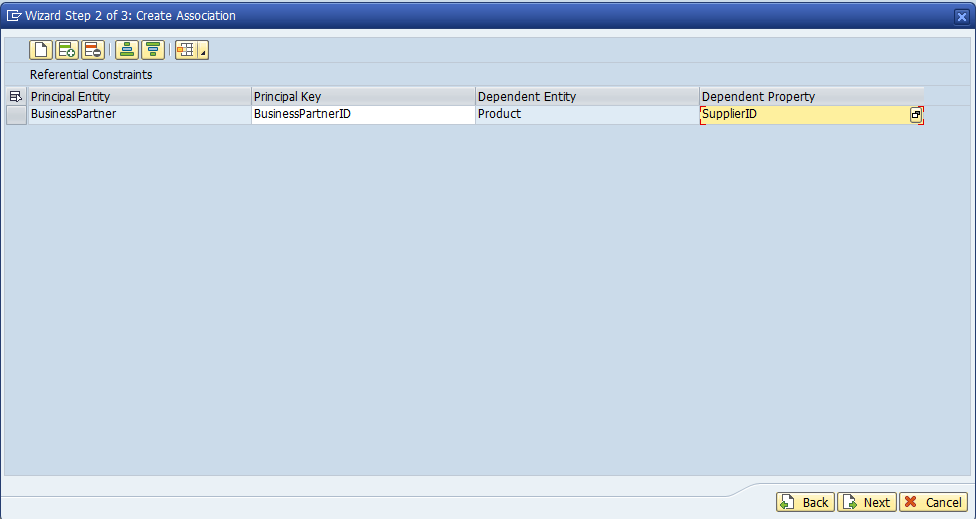 Wizard Step 2 of 3: Create Association
Referential Constraints
Principal Entity Principal Key Dependent Entity Dependent Property
BusinessPartner BusinessPartnerID Product SupplierID
Back Next Cancel